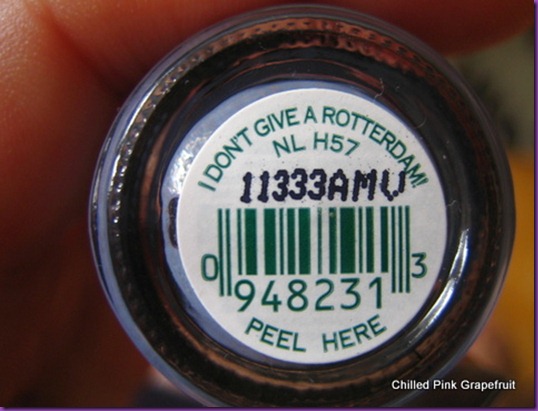 I DON'T GIVE A ROTTERDAM!
NL H57
11333AMV
0 948231 3
PEEL HERE
Chilled Pink Grapefruit